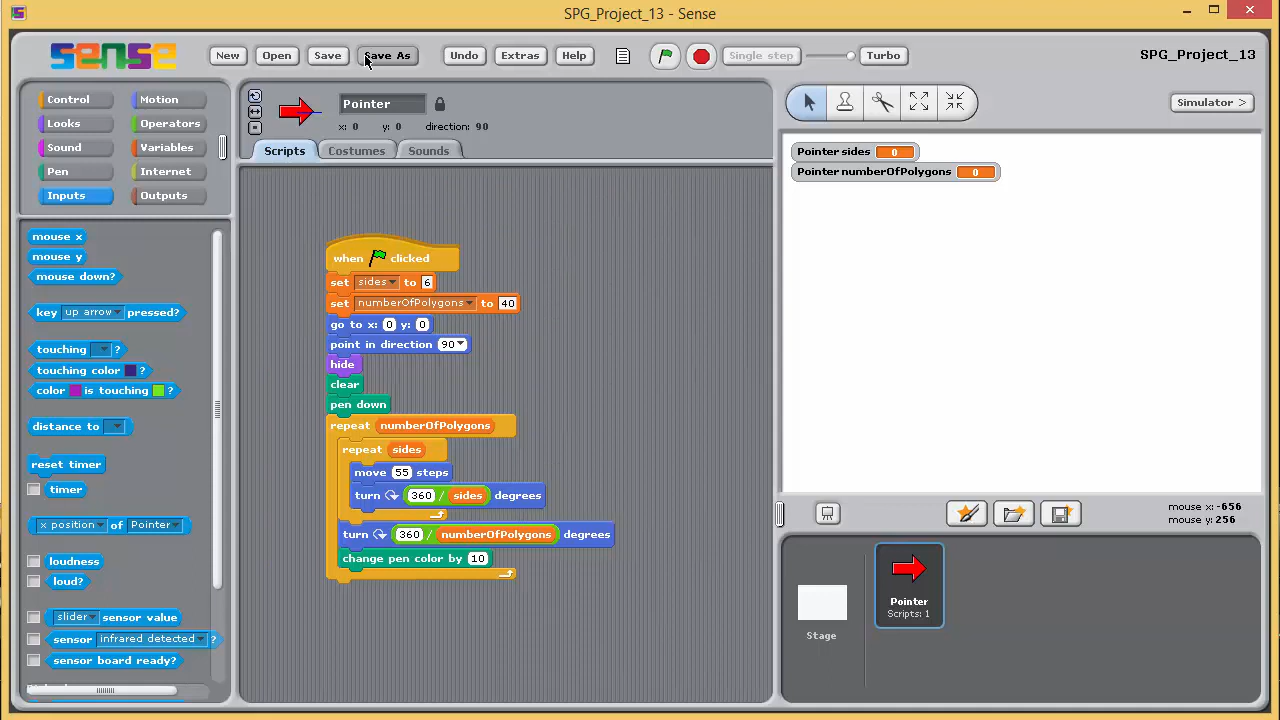 SPG_Project_13 - Sense
sense New Open Save Save As Undo Extras Help Single step Turbo SPG_Project_13
Control Motion
Looks Operators
Sound Variables
Pen Internet
Inputs Outputs
Pointer
x: 0 y: 0 direction: 90
Scripts Costumes Sounds
Simulator >
mouse x
mouse y
mouse down?
key up arrow pressed?
touching ?
touching color ?
color is touching ?
distance to
reset timer
timer
x position of Pointer
loudness
loud?
slider sensor value
sensor infrared detected ?
sensor board ready?
when clicked
set sides to 6
set numberOfPolygons to 40
go to x: 0 y: 0
point in direction 90
hide
clear
pen down
repeat numberOfPolygons
repeat sides
move 55 steps
turn 360 / sides degrees
turn 360 / numberOfPolygons degrees
change pen color by 10
Pointer sides 0
Pointer numberOfPolygons 0
mouse x: -656
mouse y: 256
Stage
Pointer
Scripts: 1